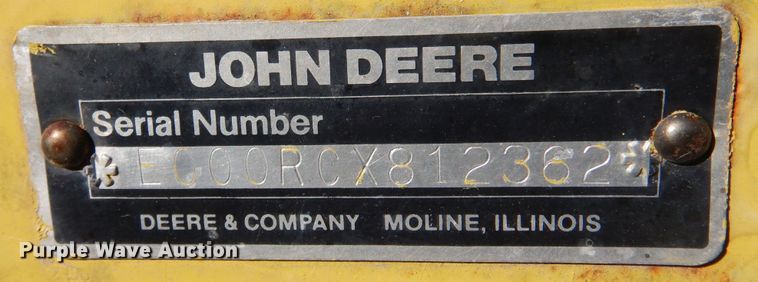 JOHN DEERE
Serial Number
*EC00RCX812362*
DEERE & COMPANY MOLINE, ILLINOIS
Purple Wave Auction